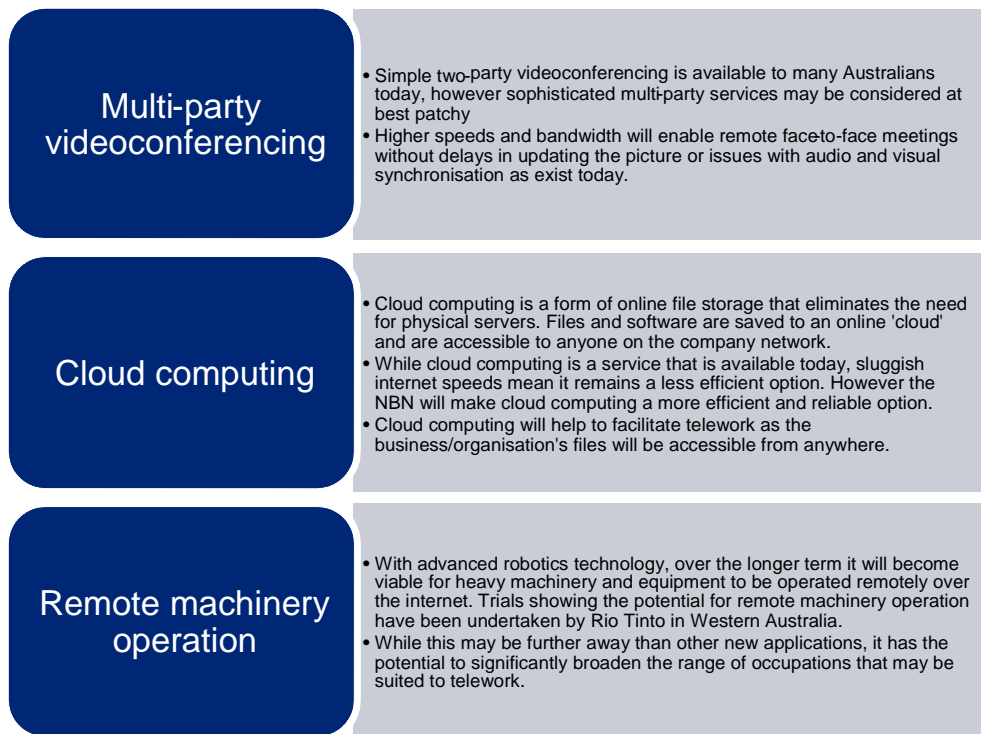 Multi-party
videoconferencing
• Simple two-party videoconferencing is available to many Australians
today, however sophisticated multi-party services may be considered at
best patchy
• Higher speeds and bandwidth will enable remote face-to-face meetings
without delays in updating the picture or issues with audio and visual
synchronisation as exist today.
Cloud computing
• Cloud computing is a form of online file storage that eliminates the need
for physical servers. Files and software are saved to an online 'cloud'
and are accessible to anyone on the company network.
• While cloud computing is a service that is available today, sluggish
internet speeds mean it remains a less efficient option. However the
NBN will make cloud computing a more efficient and reliable option.
• Cloud computing will help to facilitate telework as the
business/organisation's files will be accessible from anywhere.
Remote machinery
operation
• With advanced robotics technology, over the longer term it will become
viable for heavy machinery and equipment to be operated remotely over
the internet. Trials showing the potential for remote machinery operation
have been undertaken by Rio Tinto in Western Australia.
• While this may be further away than other new applications, it has the
potential to significantly broaden the range of occupations that may be
suited to telework.